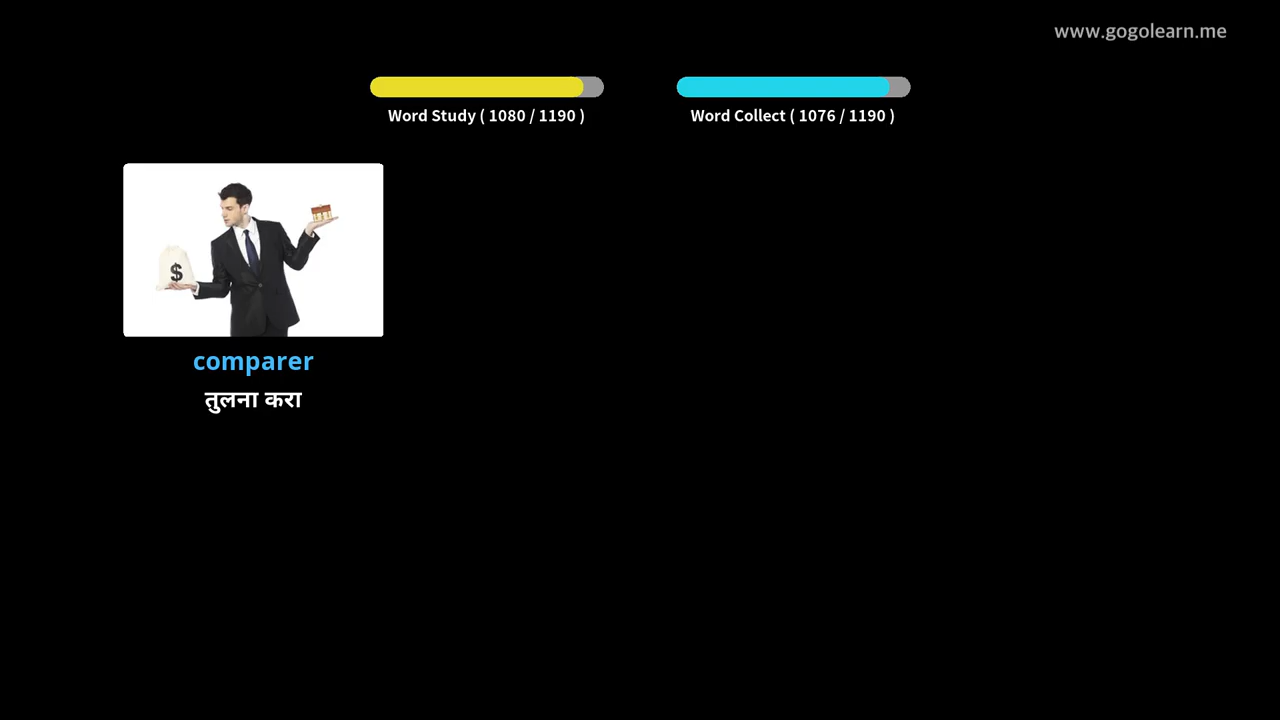 www.gogolearn.me
Word Study ( 1080 / 1190 )
Word Collect ( 1076 / 1190 )
$
comparer
तुलना करा